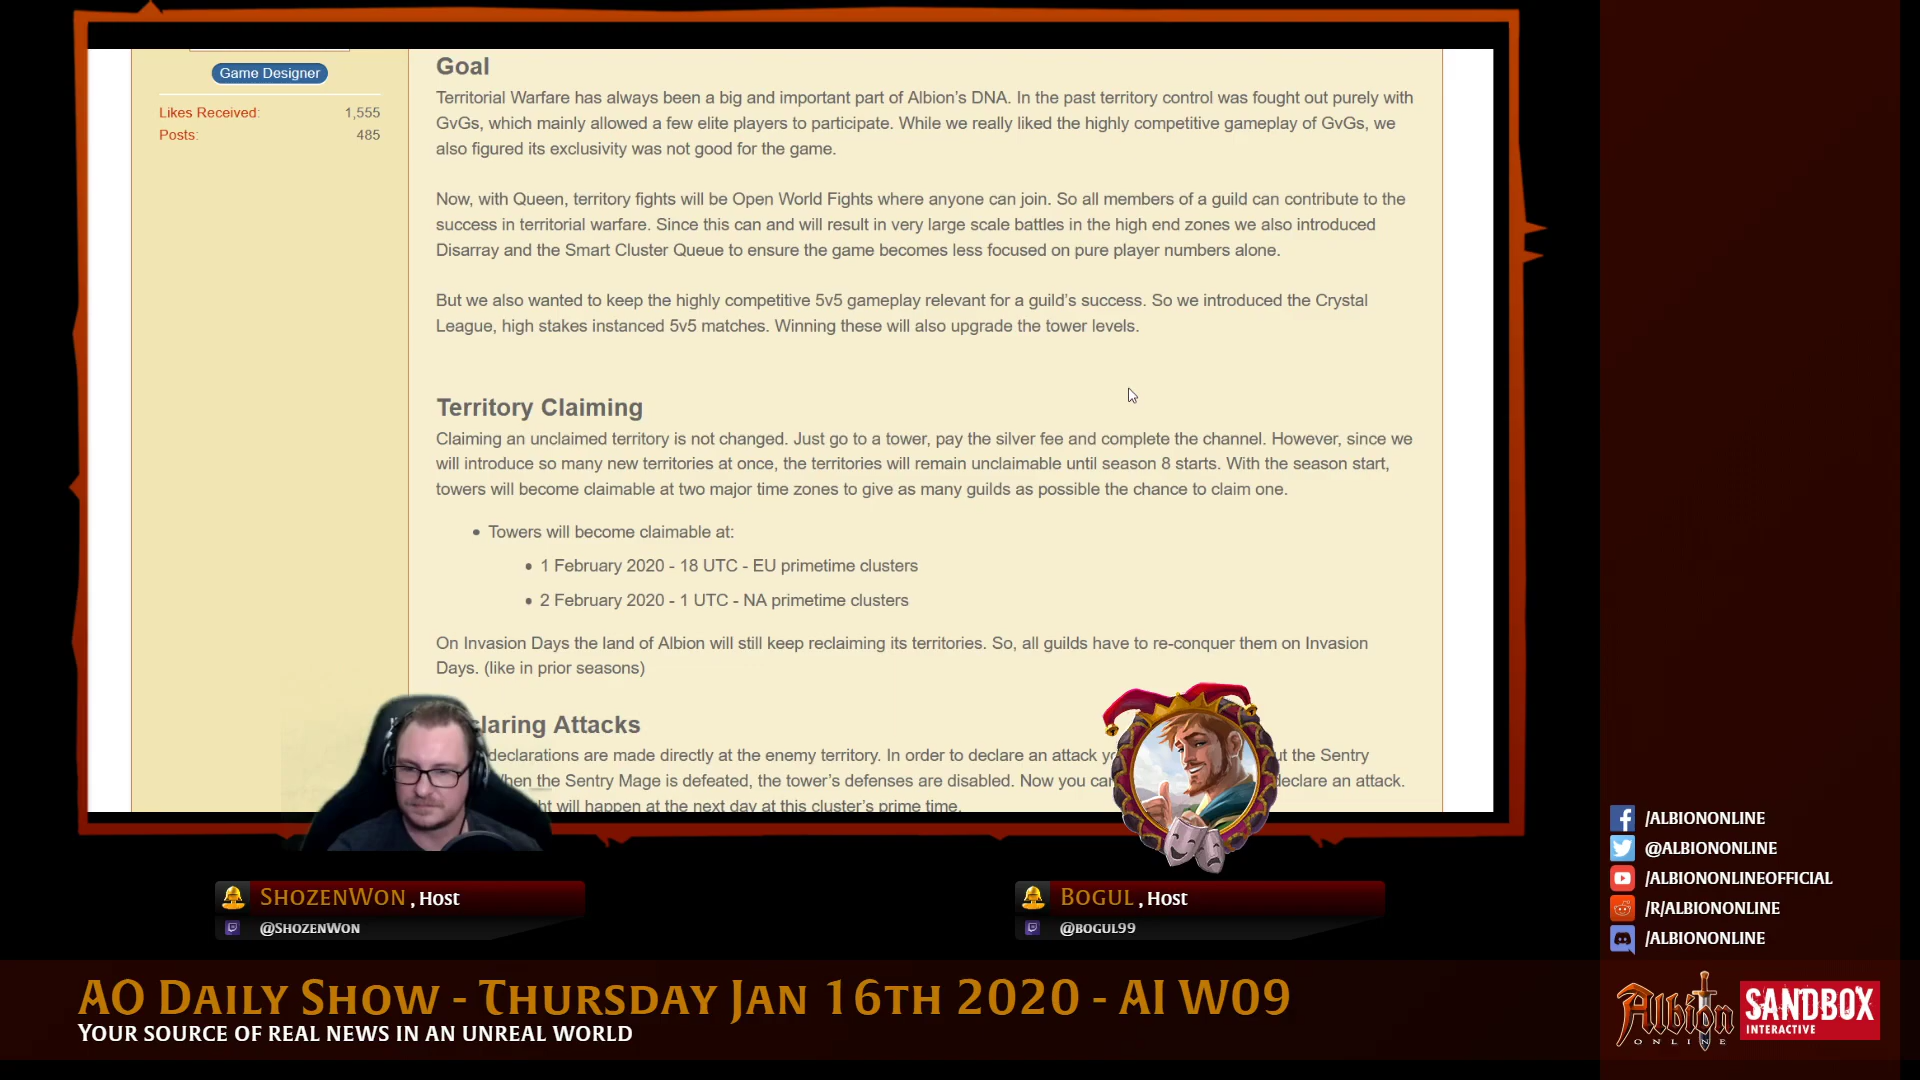 Game Designer
Likes Received: 1,555
Posts: 485
Goal
Territorial Warfare has always been a big and important part of Albion's DNA. In the past territory control was fought out purely with
GvGs, which mainly allowed a few elite players to participate. While we really liked the highly competitive gameplay of GvGs, we
also figured its exclusivity was not good for the game.
Now, with Queen, territory fights will be Open World Fights where anyone can join. So all members of a guild can contribute to the
success in territorial warfare. Since this can and will result in very large scale battles in the high end zones we also introduced
Disarray and the Smart Cluster Queue to ensure the game becomes less focused on pure player numbers alone.
But we also wanted to keep the highly competitive 5v5 gameplay relevant for a guild's success. So we introduced the Crystal
League, high stakes instanced 5v5 matches. Winning these will also upgrade the tower levels.
Territory Claiming
Claiming an unclaimed territory is not changed. Just go to a tower, pay the silver fee and complete the channel. However, since we
will introduce so many new territories at once, the territories will remain unclaimable until season 8 starts. With the season start,
towers will become claimable at two major time zones to give as many guilds as possible the chance to claim one.
• Towers will become claimable at:
• 1 February 2020 - 18 UTC - EU primetime clusters
• 2 February 2020 - 1 UTC - NA primetime clusters
On Invasion Days the land of Albion will still keep reclaiming its territories. So, all guilds have to re-conquer them on Invasion
Days. (like in prior seasons)
claring Attacks
declarations are made directly at the enemy territory. In order to declare an attack ut the Sentry
hen the Sentry Mage is defeated, the tower's defenses are disabled. Now you can declare an attack.
ht will happen at the next day at this cluster's prime time.
ShozenWon, Host
@ShozenWon
Bogul, Host
@bogul99
/ALBIONONLINE
@ALBIONONLINE
/ALBIONONLINEOFFICIAL
/R/ALBIONONLINE
/ALBIONONLINE
AO Daily Show - Thursday Jan 16th 2020 - AI W09
Your source of real news in an unreal world
Albion
ONLINE
SANDBOX
INTERACTIVE